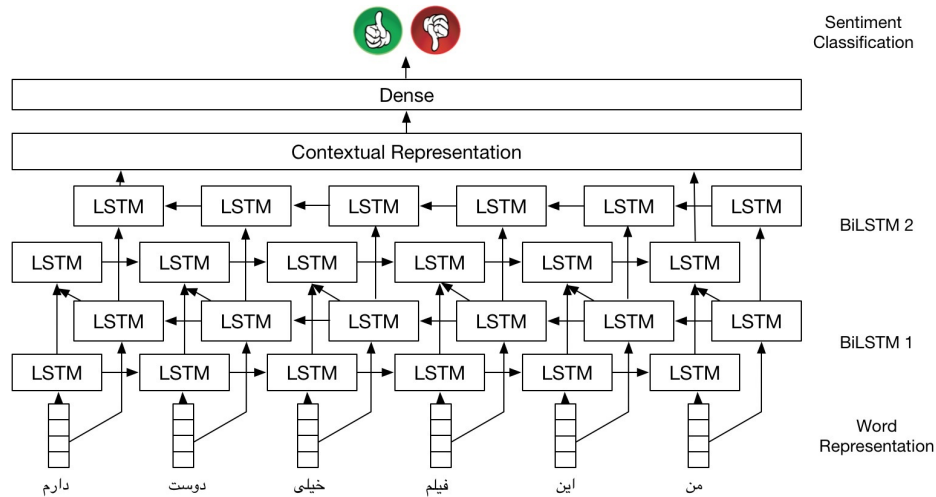 Sentiment
Classification
Dense
Contextual Representation
LSTM LSTM LSTM LSTM LSTM LSTM
BiLSTM 2
LSTM LSTM LSTM LSTM LSTM LSTM
LSTM LSTM LSTM LSTM LSTM LSTM
BiLSTM 1
LSTM LSTM LSTM LSTM LSTM LSTM
Word
Representation
من این فیلم خیلی دوست دارم